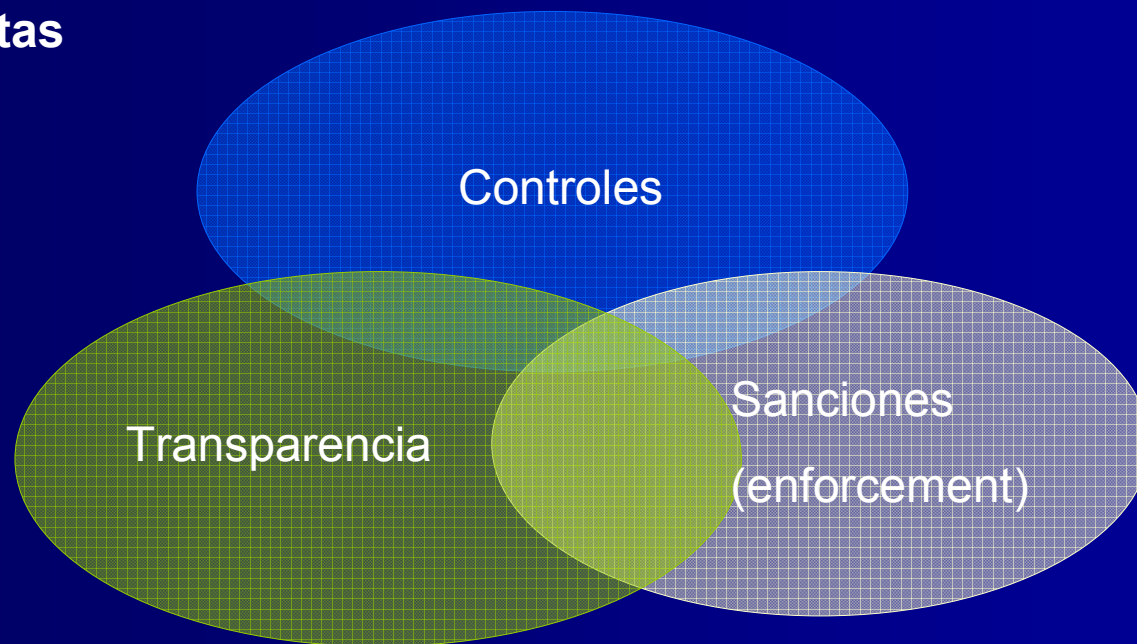 tas
Controles
Transparencia
Sanciones
(enforcement)